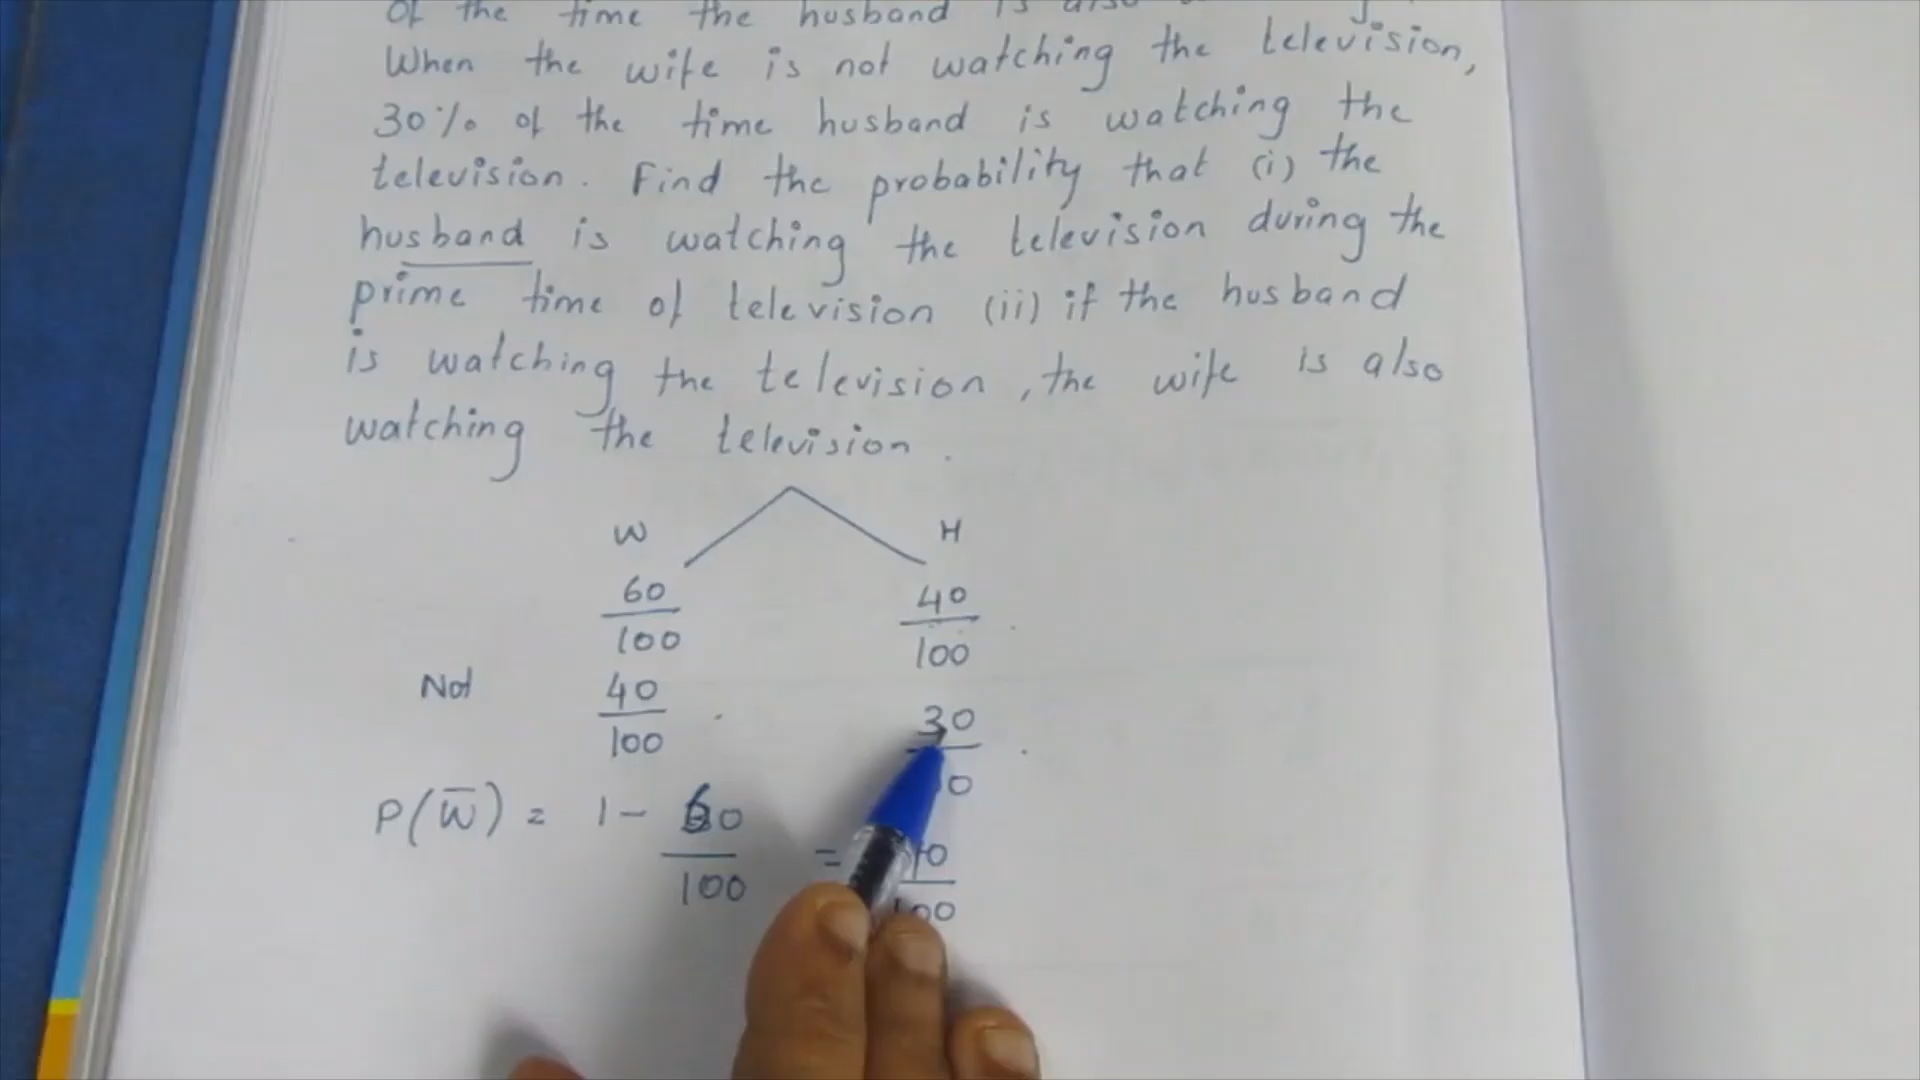 of the time the husband is also
When the wife is not watching the television,
30% of the time husband is watching the
television. Find the probability that (i) the
husband is watching the television during the
prime time of television (ii) if the husband
is watching the television, the wife is also
watching the television.
W H
60/100 40/100
Not 40/100 30
P(W̅) = 1 - 60/100 =